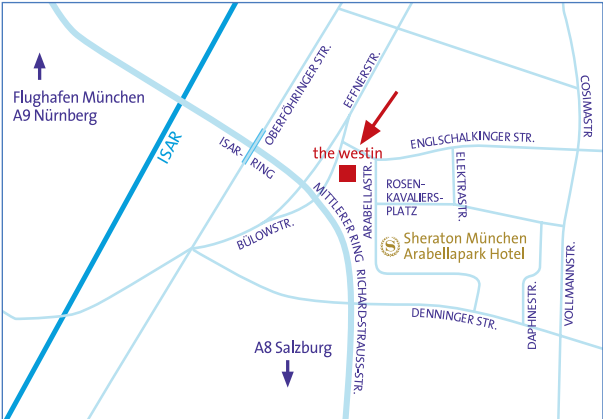 Flughafen München
A9 Nürnberg
ISAR
OBERFÖHRINGER STR.
EFFNERSTR.
COSIMASTR.
ISAR-
RING
the westin
ENGLSCHALKINGER STR.
ARABELLASTR.
ELEKTRASTR.
ROSEN-
KAVALIERS-
PLATZ
MITTLERER RING
BÜLOWSTR.
S
Sheraton München
Arabellapark Hotel
RICHARD-STRAUSS-STR.
DENNINGER STR.
DAPHNESTR.
VOLLMANNSTR.
A8 Salzburg